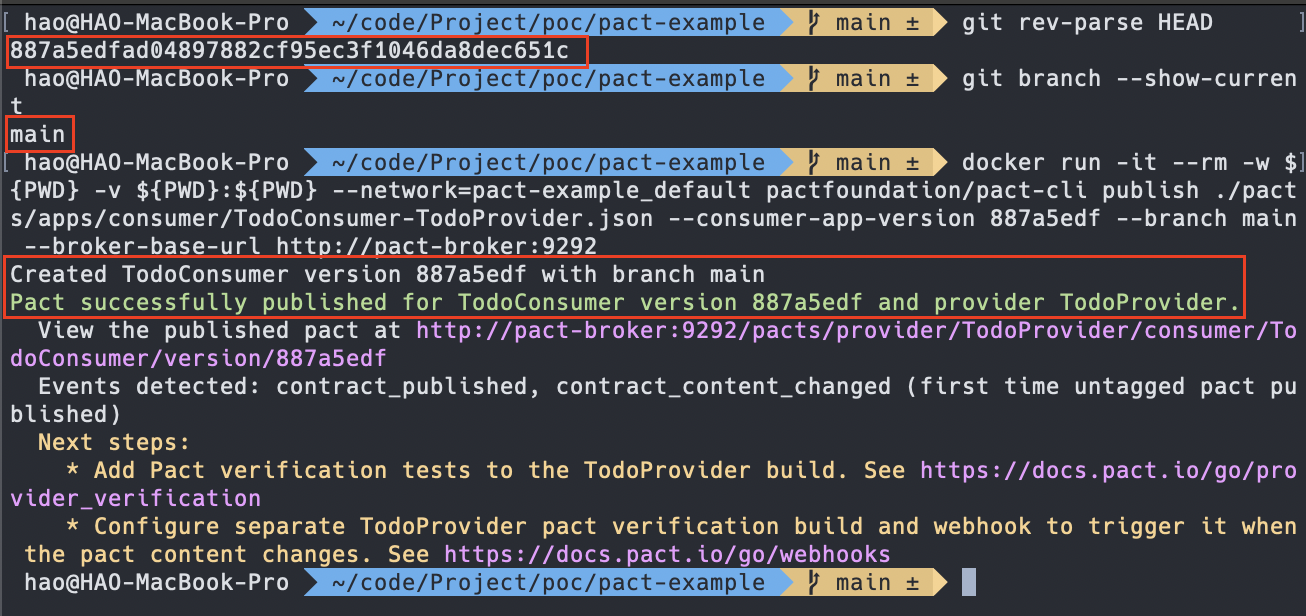 hao@HAO-MacBook-Pro ~/code/Project/poc/pact-example main ± git rev-parse HEAD
887a5edfad04897882cf95ec3f1046da8dec651c
hao@HAO-MacBook-Pro ~/code/Project/poc/pact-example main ± git branch --show-curren
t
main
hao@HAO-MacBook-Pro ~/code/Project/poc/pact-example main ± docker run -it --rm -w $
{PWD} -v ${PWD}:${PWD} --network=pact-example_default pactfoundation/pact-cli publish ./pact
s/apps/consumer/TodoConsumer-TodoProvider.json --consumer-app-version 887a5edf --branch main
--broker-base-url http://pact-broker:9292
Created TodoConsumer version 887a5edf with branch main
Pact successfully published for TodoConsumer version 887a5edf and provider TodoProvider.
View the published pact at http://pact-broker:9292/pacts/provider/TodoProvider/consumer/To
doConsumer/version/887a5edf
Events detected: contract_published, contract_content_changed (first time untagged pact pu
blished)
Next steps:
* Add Pact verification tests to the TodoProvider build. See https://docs.pact.io/go/pro
vider_verification
* Configure separate TodoProvider pact verification build and webhook to trigger it when
the pact content changes. See https://docs.pact.io/go/webhooks
hao@HAO-MacBook-Pro ~/code/Project/poc/pact-example main ±